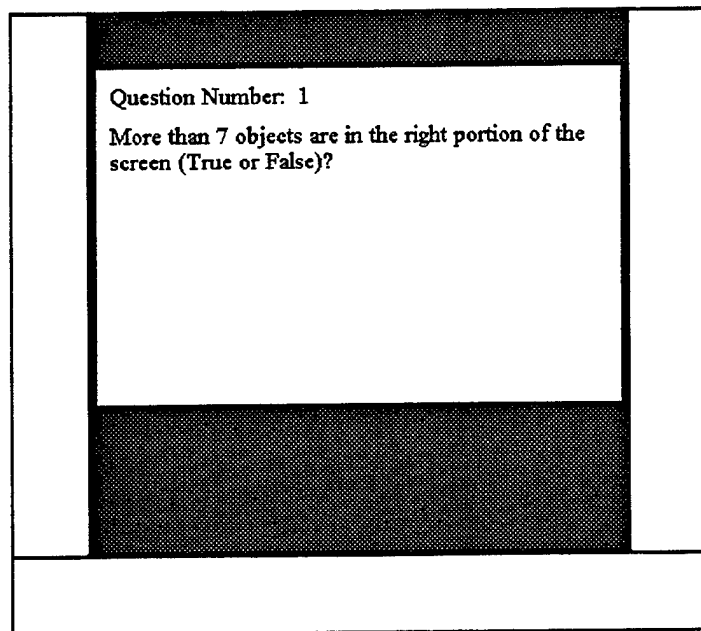 Question Number: 1
More than 7 objects are in the right portion of the
screen (True or False)?